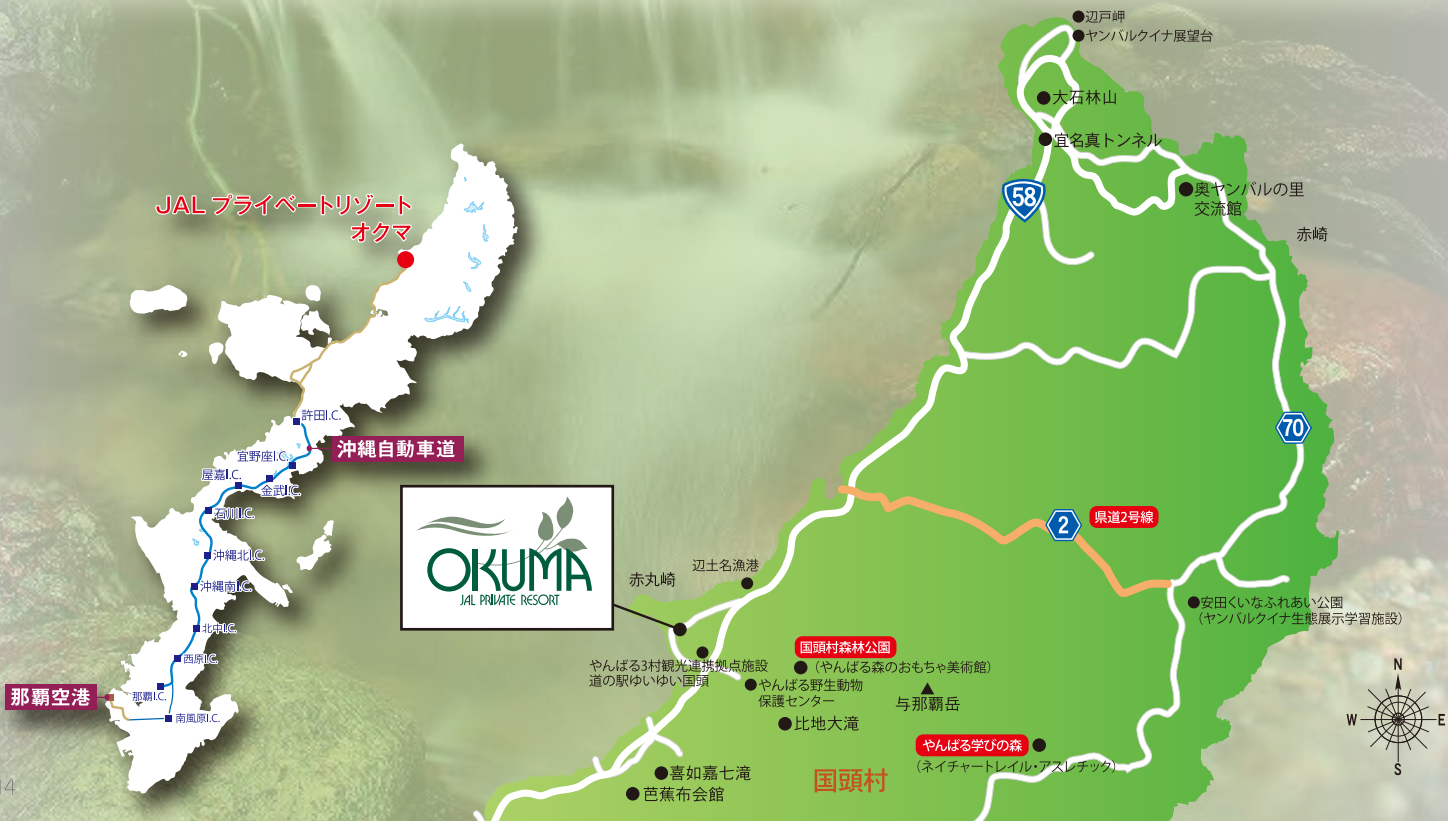 JAL プライベートリゾート
オクマ
許田I.C.
沖縄自動車道
宜野座I.C.
屋嘉I.C.
金武I.C.
石川I.C.
沖縄北I.C.
沖縄南I.C.
北中I.C.
西原I.C.
那覇空港
那覇I.C.
南風原I.C.
OKUMA
JAL PRIVATE RESORT
辺戸岬
ヤンバルクイナ展望台
大石林山
宜名真トンネル
58
奥ヤンバルの里
交流館
赤崎
70
2
県道2号線
辺土名漁港
赤丸崎
安田くいなふれあい公園
(ヤンバルクイナ生態展示学習施設)
国頭村森林公園
(やんばる森のおもちゃ美術館)
やんばる3村観光連携拠点施設
道の駅ゆいゆい国頭
やんばる野生動物
保護センター
与那覇岳
比地大滝
やんばる学びの森
(ネイチャートレイル・アスレチック)
喜如嘉七滝
芭蕉布会館
国頭村
N
W
E
S
14